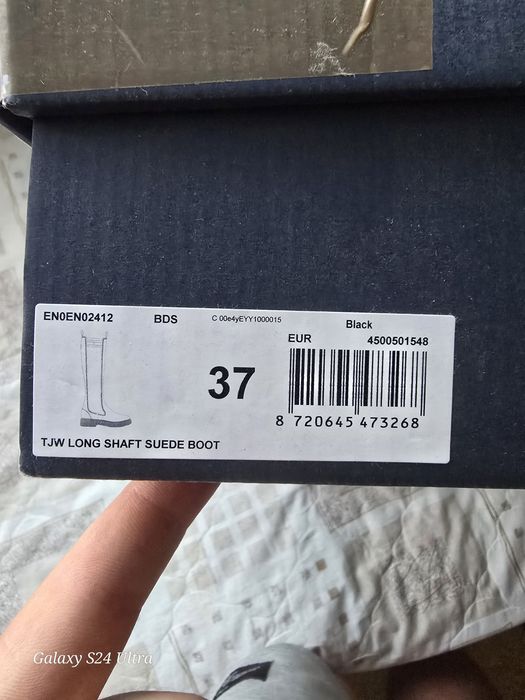 EN0EN02412 BDS C 00e4yEYY1000015 Black
EUR 4500501548
37
8 720645 473268
TJW LONG SHAFT SUEDE BOOT
Galaxy S24 Ultra